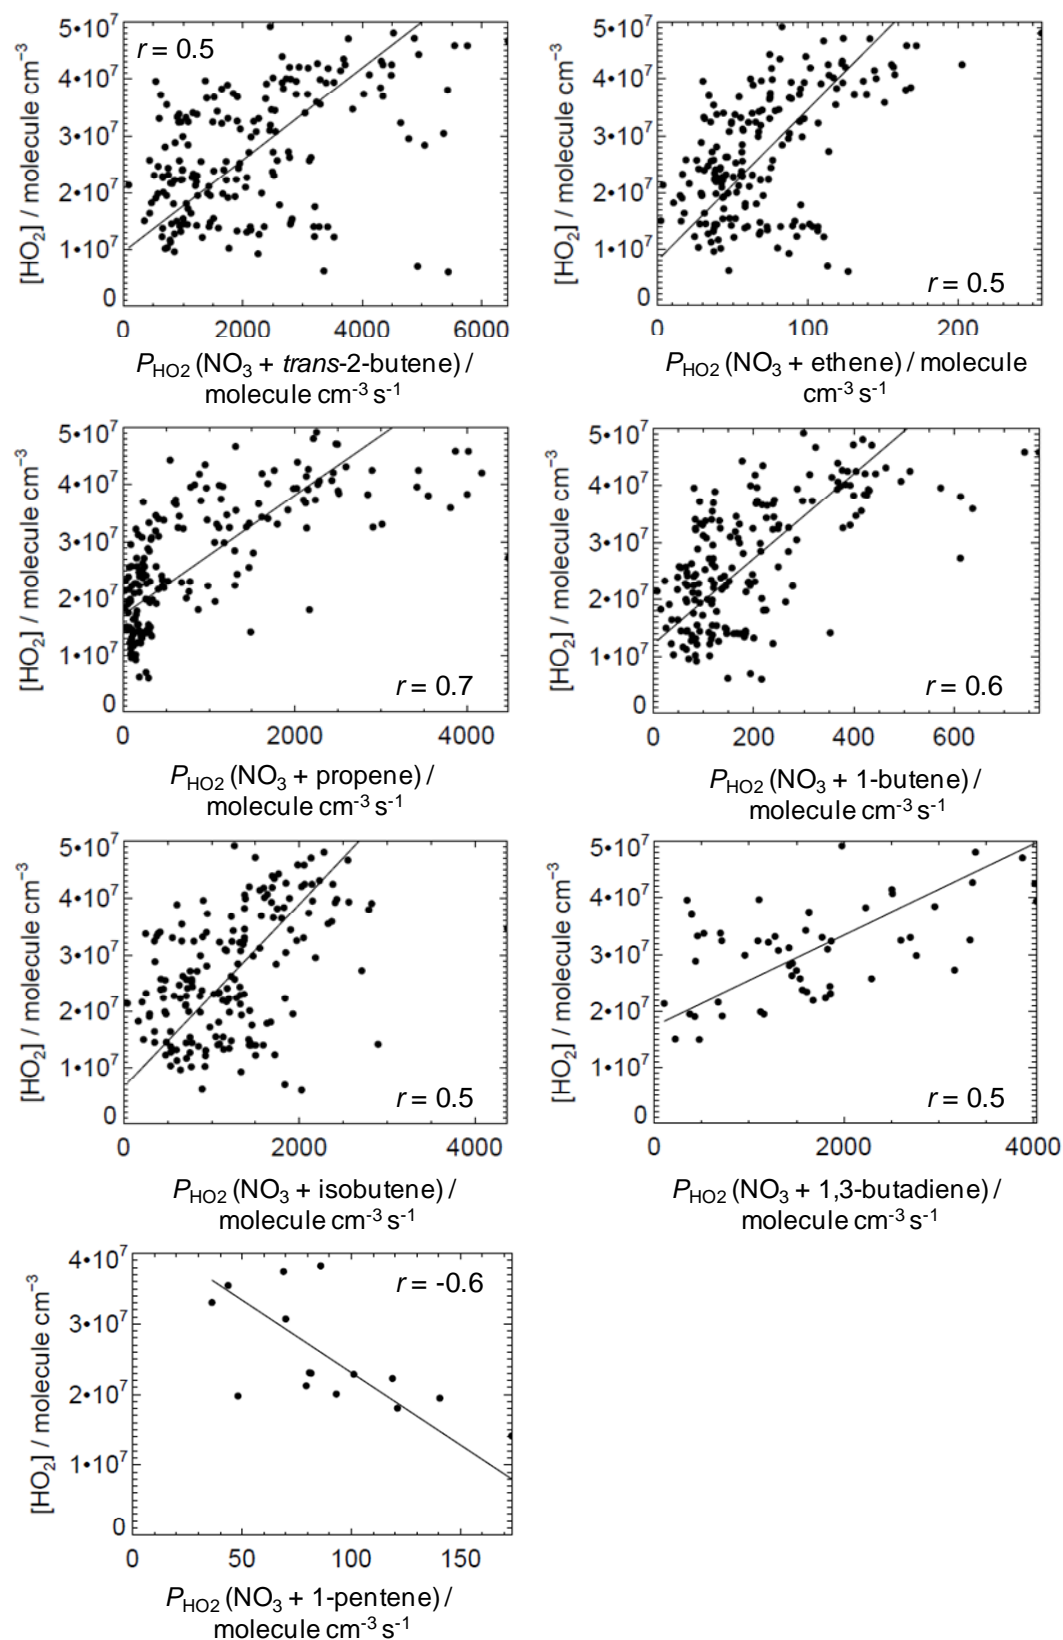 [HO₂] / molecule cm⁻³
5•10⁷
4•10⁷
3•10⁷
2•10⁷
1•10⁷
0
r = 0.5
0 2000 4000 6000
P_HO2 (NO₃ + trans-2-butene) /
molecule cm⁻³ s⁻¹
[HO₂] / molecule cm⁻³
5•10⁷
4•10⁷
3•10⁷
2•10⁷
1•10⁷
0
r = 0.5
0 100 200
P_HO2 (NO₃ + ethene) / molecule
cm⁻³ s⁻¹
[HO₂] / molecule cm⁻³
5•10⁷
4•10⁷
3•10⁷
2•10⁷
1•10⁷
0
r = 0.7
0 2000 4000
P_HO2 (NO₃ + propene) /
molecule cm⁻³ s⁻¹
[HO₂] / molecule cm⁻³
5•10⁷
4•10⁷
3•10⁷
2•10⁷
1•10⁷
0
r = 0.6
0 200 400 600
P_HO2 (NO₃ + 1-butene) /
molecule cm⁻³ s⁻¹
[HO₂] / molecule cm⁻³
5•10⁷
4•10⁷
3•10⁷
2•10⁷
1•10⁷
0
r = 0.5
0 2000 4000
P_HO2 (NO₃ + isobutene) /
molecule cm⁻³ s⁻¹
[HO₂] / molecule cm⁻³
5•10⁷
4•10⁷
3•10⁷
2•10⁷
1•10⁷
0
r = 0.5
0 2000 4000
P_HO2 (NO₃ + 1,3-butadiene) /
molecule cm⁻³ s⁻¹
[HO₂] / molecule cm⁻³
4•10⁷
3•10⁷
2•10⁷
1•10⁷
0
r = -0.6
0 50 100 150
P_HO2 (NO₃ + 1-pentene) /
molecule cm⁻³ s⁻¹